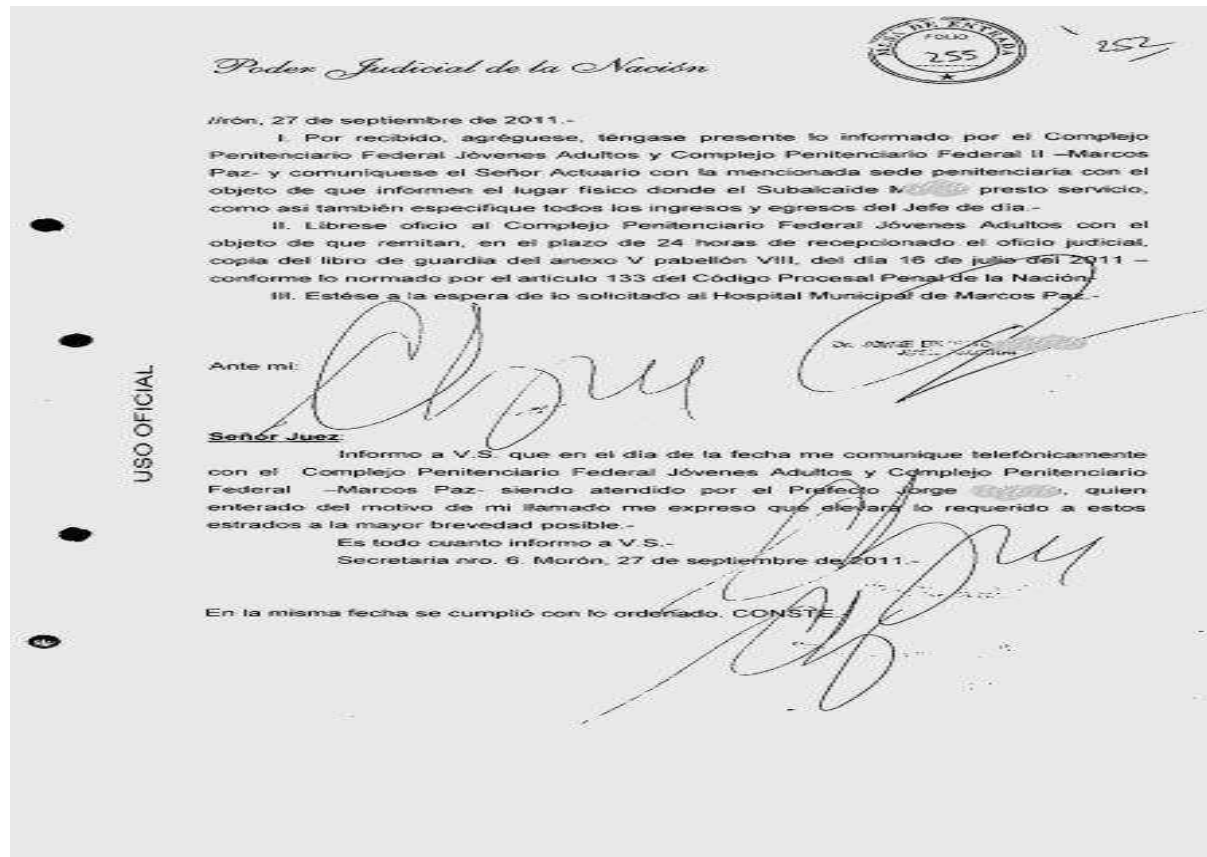 MESA DE ENTRADA
FOLIO
255
252
Poder Judicial de la Nación
//rón, 27 de septiembre de 2011.-
I. Por recibido, agréguese, téngase presente lo informado por el Complejo
Penitenciario Federal Jóvenes Adultos y Complejo Penitenciario Federal II –Marcos
Paz- y comuníquese el Señor Actuario con la mencionada sede penitenciaria con el
objeto de que informen el lugar físico donde el Subalcaide M presto servicio,
como así también especifique todos los ingresos y egresos del Jefe de día.-
II. Líbrese oficio al Complejo Penitenciario Federal Jóvenes Adultos con el
objeto de que remitan, en el plazo de 24 horas de recepcionado el oficio judicial,
copia del libro de guardia del anexo V pabellón VIII, del día 16 de julio del 2011 –
conforme lo normado por el artículo 133 del Código Procesal Penal de la Nación
III. Estése a la espera de lo solicitado al Hospital Municipal de Marcos Paz.-
Ante mi:
USO OFICIAL
Señor Juez:
Informo a V.S. que en el día de la fecha me comunique telefónicamente
con el Complejo Penitenciario Federal Jóvenes Adultos y Complejo Penitenciario
Federal –Marcos Paz- siendo atendido por el Prefecto Jorge , quien
enterado del motivo de mi llamado me expreso que elevará lo requerido a estos
estrados a la mayor brevedad posible.-
Es todo cuanto informo a V.S.-
Secretaria nro. 6. Morón, 27 de septiembre de 2011.-
En la misma fecha se cumplió con lo ordenado. CONSTE.-